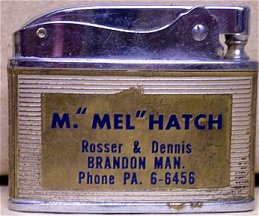 M. "MEL" HATCH
Rosser & Dennis
BRANDON MAN.
Phone PA. 6-6456